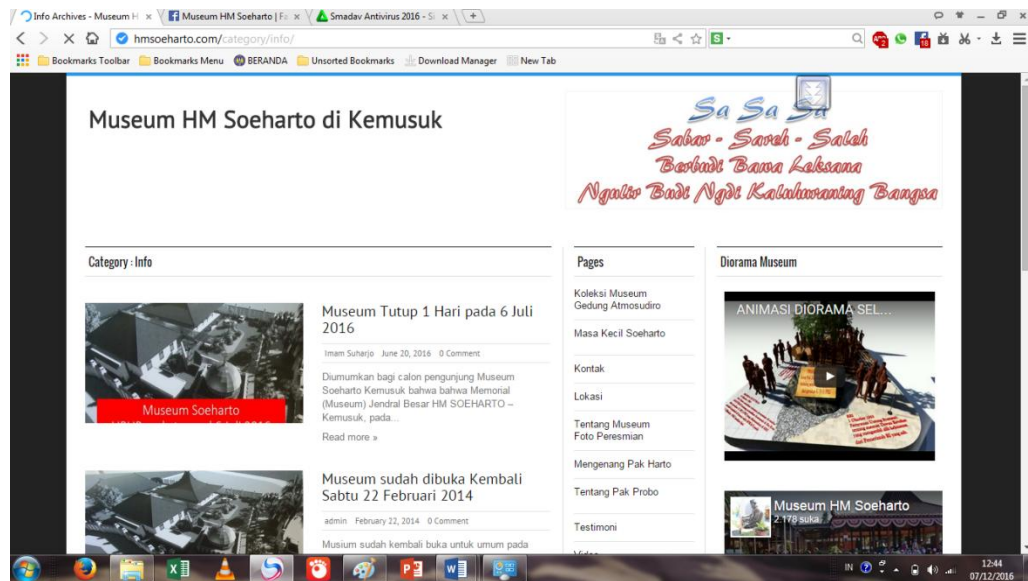 Info Archives - Museum H
Museum HM Soeharto | Fa
Smadav Antivirus 2016 - Si
hmsoeharto.com/category/info/
Bookmarks Toolbar
Bookmarks Menu
BERANDA
Unsorted Bookmarks
Download Manager
New Tab
Museum HM Soeharto di Kemusuk
Sa Sa Sa
Sabar - Sareh - Saleh
Berbudi Bawa Leksana
Ngulir Budi Ngdi Kaluhuraning Bangsa
Category : Info
Museum Tutup 1 Hari pada 6 Juli
2016
Imam Suharjo June 20, 2016 0 Comment
Diumumkan bagi calon pengunjung Museum
Soeharto Kemusuk bahwa bahwa Memorial
(Museum) Jendral Besar HM SOEHARTO –
Kemusuk, pada...
Read more »
Museum Soeharto
Museum sudah dibuka Kembali
Sabtu 22 Februari 2014
admin February 22, 2014 0 Comment
Musium sudah kembali buka untuk umum pada
Pages
Koleksi Museum
Gedung Atmosudiro
Masa Kecil Soeharto
Kontak
Lokasi
Tentang Museum
Foto Peresmian
Mengenang Pak Harto
Tentang Pak Probo
Testimoni
Video
Diorama Museum
ANIMASI DIORAMA SEL...
Museum HM Soeharto
2.178 suka
IN
12:44
07/12/2016